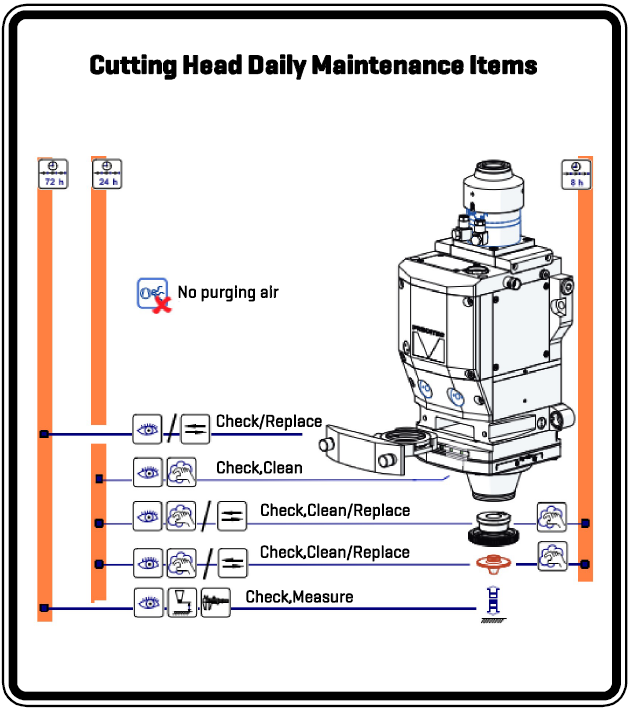 Cutting Head Daily Maintenance Items
72 h
24 h
8 h
No purging air
PRECITEC
Check/Replace
Check,Clean
Check,Clean/Replace
Check,Clean/Replace
Check,Measure